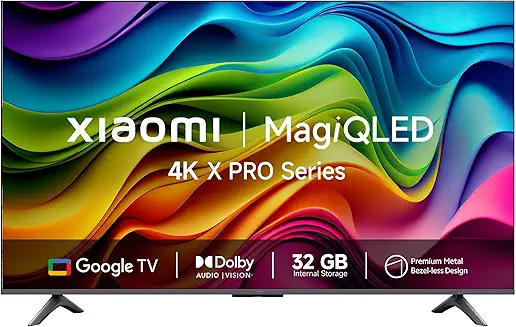 xiaomi | MagiQLED
4K X PRO Series
Google TV | Dolby AUDIO | VISION | 32 GB Internal Storage | Premium Metal Bezel-less Design